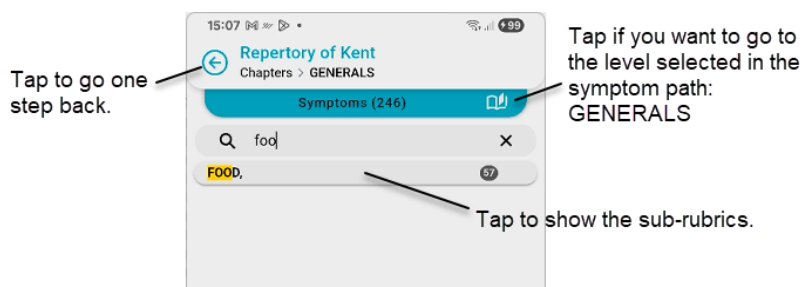 15:07
99
Repertory of Kent
Chapters > GENERALS
Symptoms (246)
foo
FOOD,
57
Tap to go one
step back.
Tap if you want to go to
the level selected in the
symptom path:
GENERALS
Tap to show the sub-rubrics.